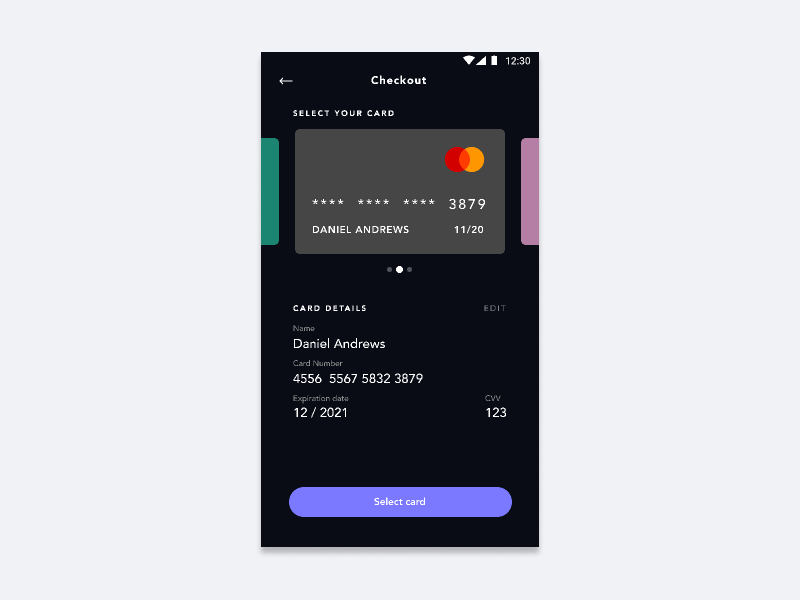 12:30
Checkout
SELECT YOUR CARD
**** **** **** 3879
DANIEL ANDREWS 11/20
CARD DETAILS EDIT
Name
Daniel Andrews
Card Number
4556 5567 5832 3879
Expiration date CVV
12 / 2021 123
Select card